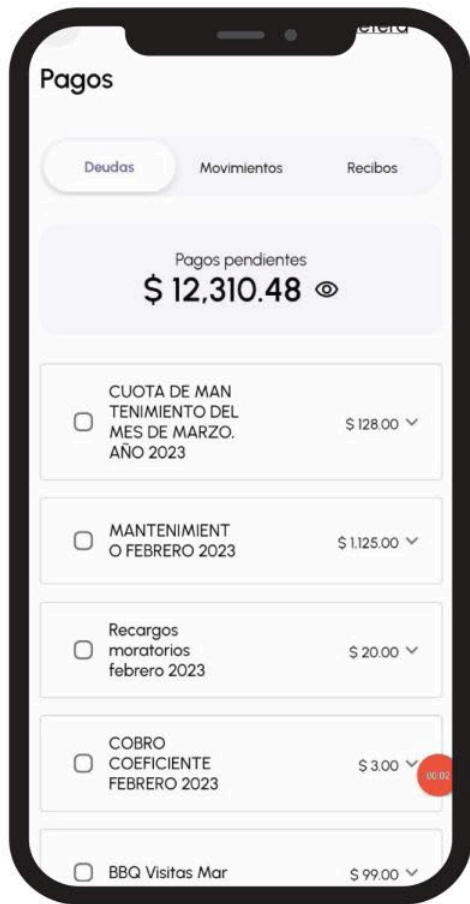 Pagos
Deudas Movimientos Recibos
Pagos pendientes
$ 12,310.48
CUOTA DE MAN
TENIMIENTO DEL
MES DE MARZO.
AÑO 2023
$ 128.00
MANTENIMIENT
O FEBRERO 2023
$ 1,125.00
Recargos
moratorios
febrero 2023
$ 20.00
COBRO
COEFICIENTE
FEBRERO 2023
$ 3.00
00:02
BBQ Visitas Mar
$ 99.00